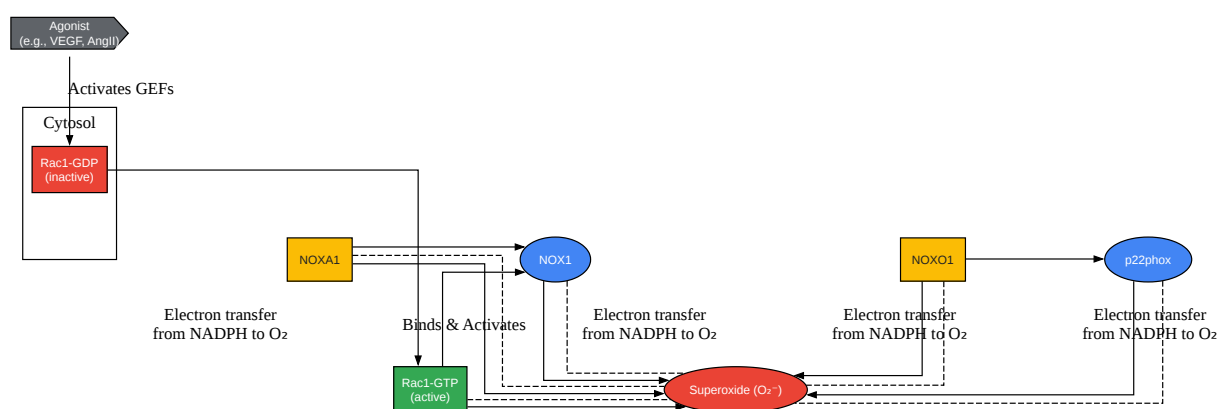 Agonist
(e.g., VEGF, AngII)
Activates GEFs
Cytosol
Rac1-GDP
(inactive)
NOXA1
NOX1
NOXO1
p22phox
Electron transfer
from NADPH to O₂
Binds & Activates
Electron transfer
from NADPH to O₂
Electron transfer
from NADPH to O₂
Electron transfer
from NADPH to O₂
Rac1-GTP
(active)
Superoxide (O₂⁻)